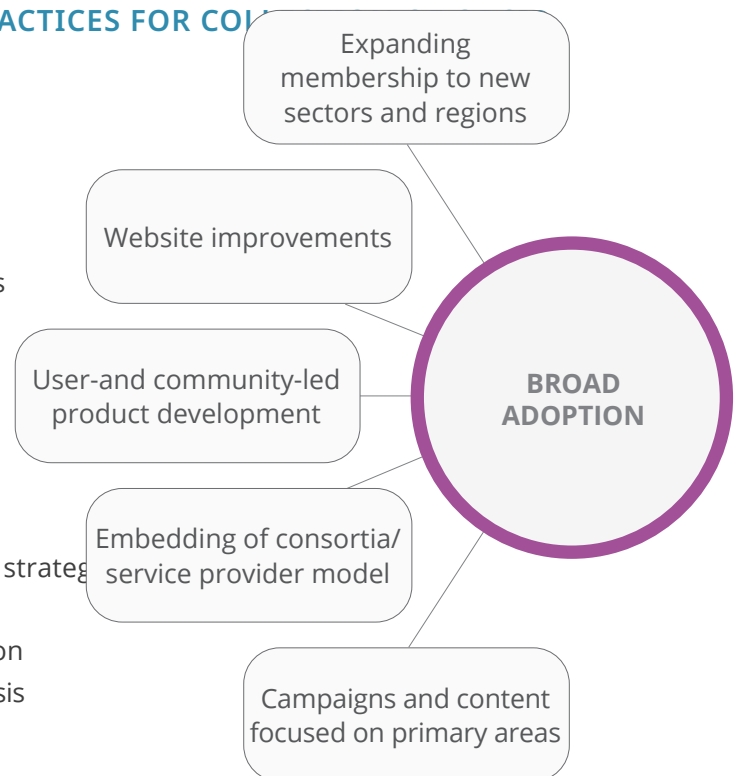 ACTICES FOR COL
Expanding
membership to new
sectors and regions
Website improvements
s
User-and community-led
product development
BROAD
ADOPTION
Embedding of consortia/
service provider model
strateg
on
sis
Campaigns and content
focused on primary areas